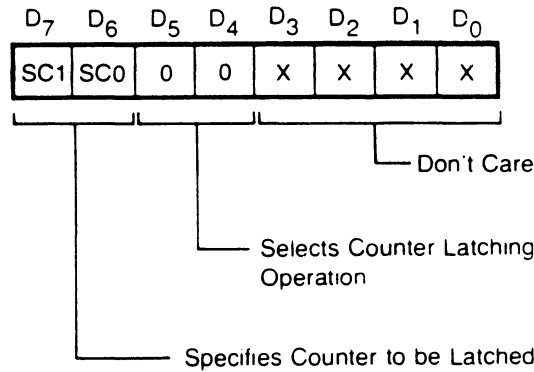 D7 D6 D5 D4 D3 D2 D1 D0
SC1 SC0 0 0 X X X X
Don't Care
Selects Counter Latching
Operation
Specifies Counter to be Latched